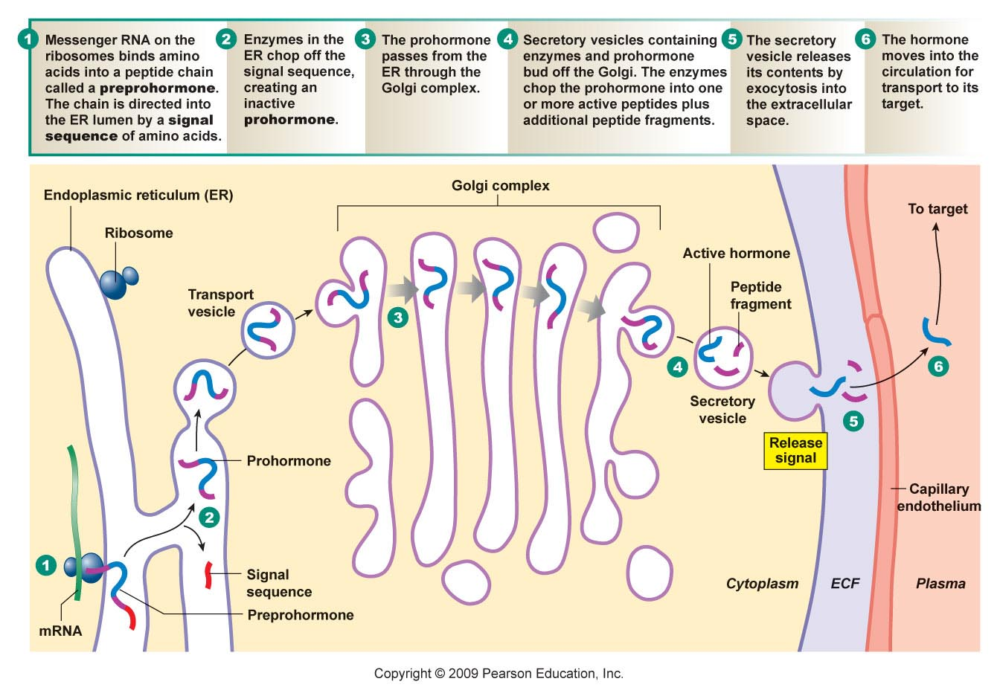 1
Messenger RNA on the
ribosomes binds amino
acids into a peptide chain
called a preprohormone.
The chain is directed into
the ER lumen by a signal
sequence of amino acids.
2
Enzymes in the
ER chop off the
signal sequence,
creating an
inactive
prohormone.
3
The prohormone
passes from the
ER through the
Golgi complex.
4
Secretory vesicles containing
enzymes and prohormone
bud off the Golgi. The enzymes
chop the prohormone into one
or more active peptides plus
additional peptide fragments.
5
The secretory
vesicle releases
its contents by
exocytosis into
the extracellular
space.
6
The hormone
moves into the
circulation for
transport to its
target.
Endoplasmic reticulum (ER)
Ribosome
Transport
vesicle
Golgi complex
Active hormone
Peptide
fragment
To target
3
4
Secretory
vesicle
5
6
Release
signal
Prohormone
2
Capillary
endothelium
1
Signal
sequence
Preprohormone
mRNA
Cytoplasm
ECF
Plasma
Copyright © 2009 Pearson Education, Inc.